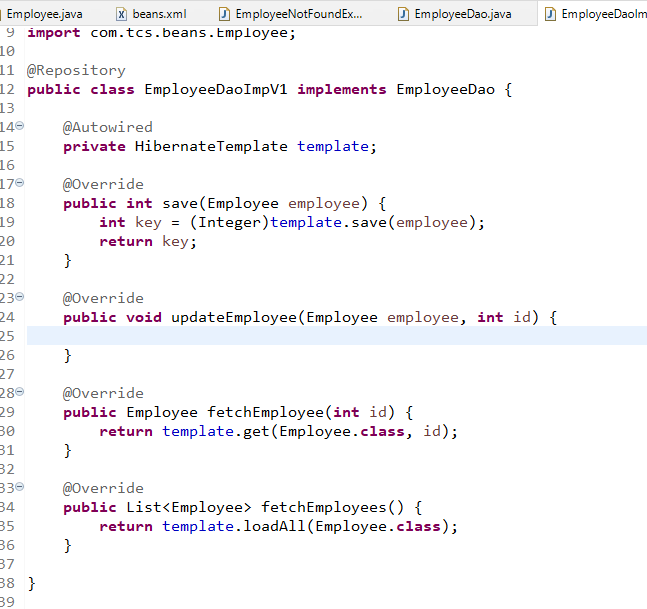 Employee.java beans.xml EmployeeNotFoundEx... EmployeeDao.java EmployeeDaoIm
9 import com.tcs.beans.Employee;
10
11 @Repository
12 public class EmployeeDaoImpV1 implements EmployeeDao {
13
14 @Autowired
15 private HibernateTemplate template;
16
17 @Override
18 public int save(Employee employee) {
19 int key = (Integer)template.save(employee);
20 return key;
21 }
22
23 @Override
24 public void updateEmployee(Employee employee, int id) {
25
26 }
27
28 @Override
29 public Employee fetchEmployee(int id) {
30 return template.get(Employee.class, id);
31 }
32
33 @Override
34 public List<Employee> fetchEmployees() {
35 return template.loadAll(Employee.class);
36 }
37
38 }
39